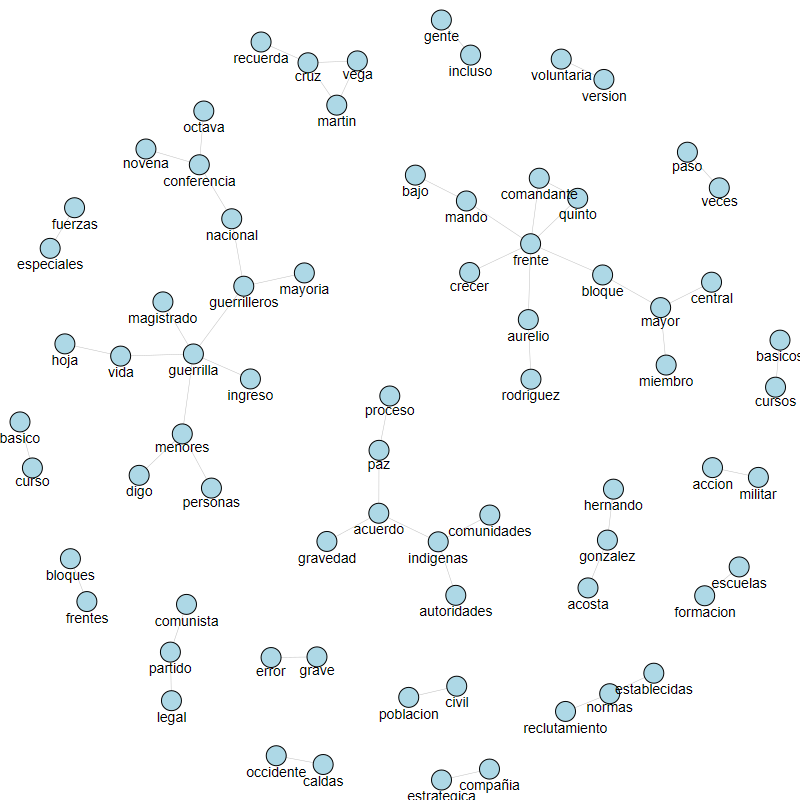 gente
recuerda
incluso
cruz
vega
voluntaria
version
martin
octava
novena
conferencia
paso
veces
bajo
comandante
mando
quinto
fuerzas
nacional
especiales
frente
crecer
bloque
mayoria
guerrilleros
central
magistrado
mayor
aurelio
hoja
vida
guerrilla
basicos
miembro
ingreso
rodriguez
cursos
proceso
basico
menores
paz
curso
digo
personas
accion
militar
hernando
acuerdo
comunidades
gravedad
indigenas
gonzalez
bloques
escuelas
frentes
acosta
autoridades
formacion
comunista
partido
error
grave
establecidas
civil
normas
legal
poblacion
reclutamiento
occidente
caldas
compañia
estrategica